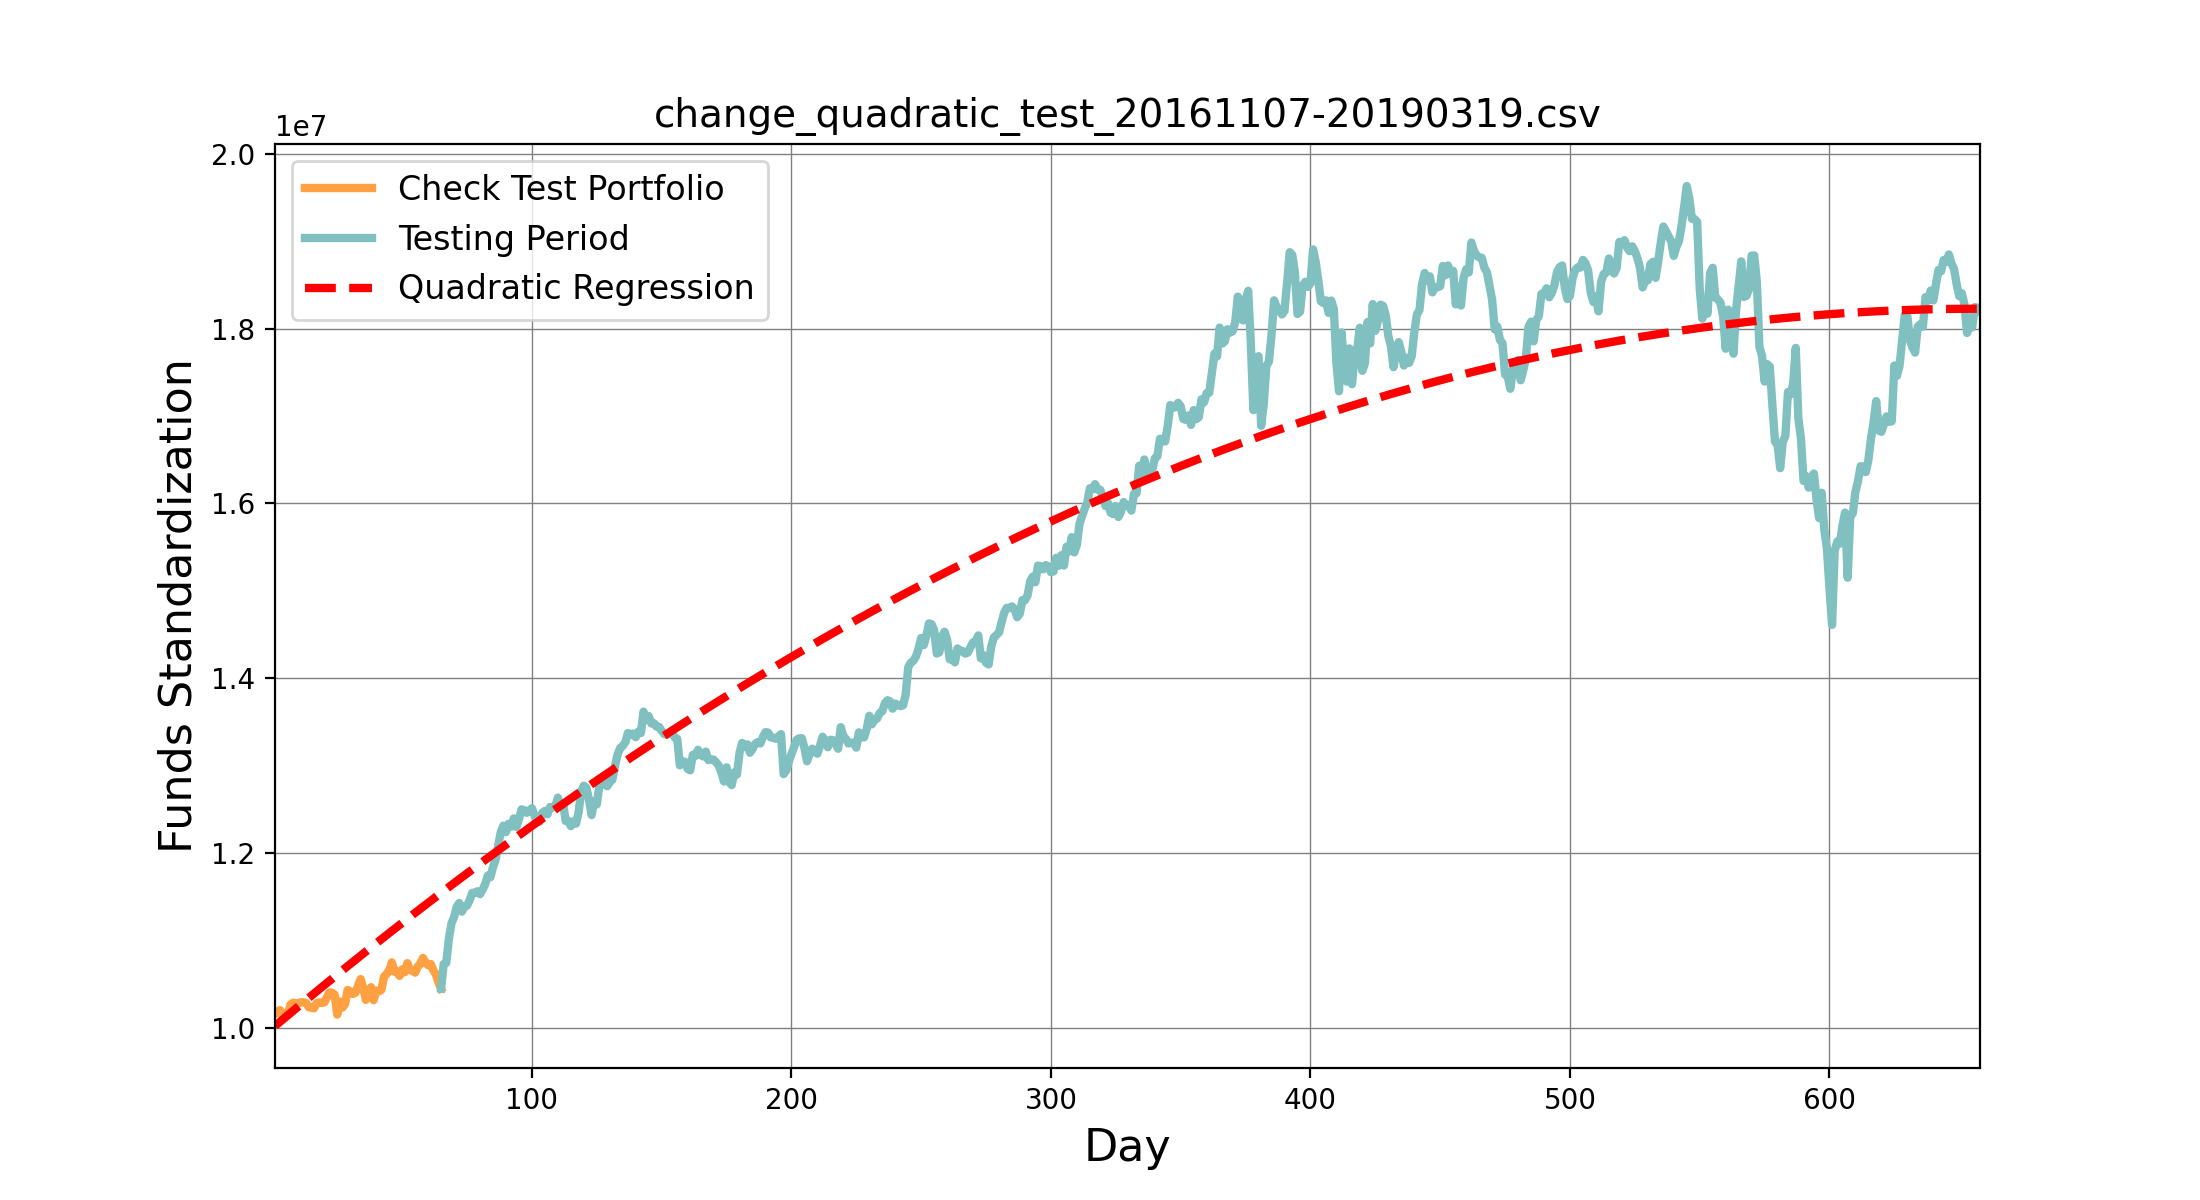 change_quadratic_test_20161107-20190319.csv
1e7
2.0
1.8
1.6
1.4
1.2
1.0
Funds Standardization
Check Test Portfolio
Testing Period
Quadratic Regression
100 200 300 400 500 600
Day